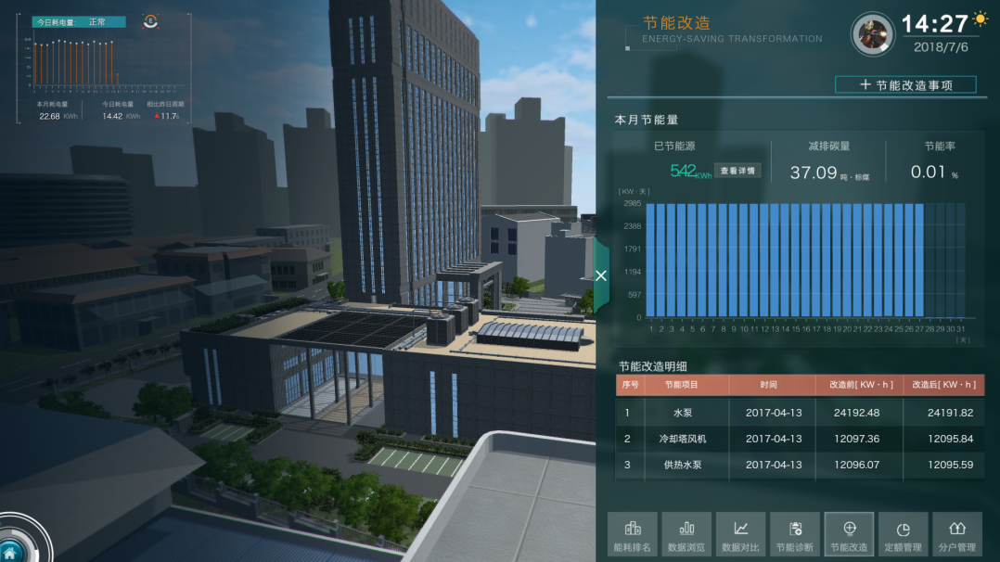 今日耗电量: 正常
E
本月耗电量 今日耗电量 相比昨日周期
22.68 KWh 14.42 KWh 11.7
节能改造
ENERGY-SAVING TRANSFORMATION
14:27
2018/7/6
+ 节能改造事项
本月节能量
已节能源 减排碳量 节能率
542 KWh 查看详情 37.09 吨·标煤 0.01 %
[ KW · 天 ]
2985
2388
1791
1194
597
0
1 2 3 4 5 6 7 8 9 10 11 12 13 14 15 16 17 18 19 20 21 22 23 24 25 26 27 28 29 30 31
[ 天 ]
节能改造明细
序号 节能项目 时间 改造前[ KW · h ] 改造后[ KW · h ]
1 水泵 2017-04-13 24192.48 24191.82
2 冷却塔风机 2017-04-13 12097.36 12095.84
3 供热水泵 2017-04-13 12096.07 12095.59
能耗排名 数据浏览 数据对比 节能诊断 节能改造 定额管理 分户管理